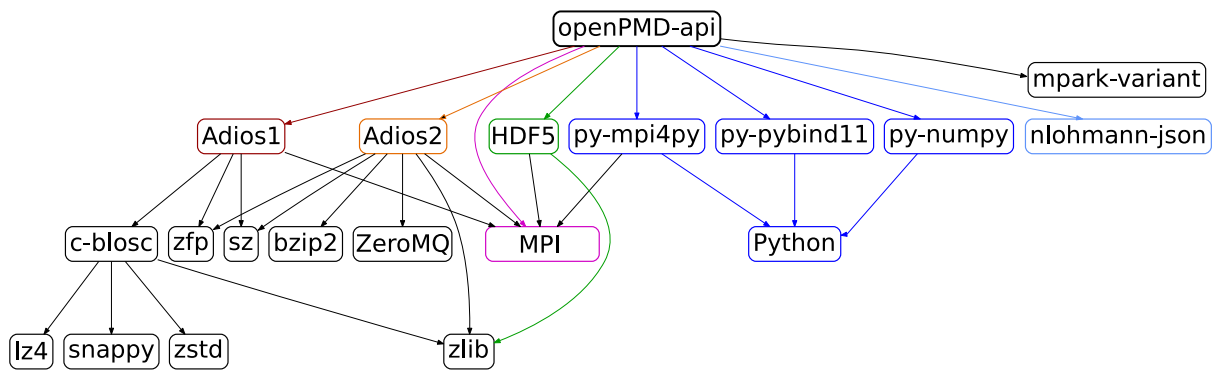 openPMD-api
mpark-variant
Adios1
Adios2
HDF5
py-mpi4py
py-pybind11
py-numpy
nlohmann-json
c-blosc
zfp
sz
bzip2
ZeroMQ
MPI
Python
lz4
snappy
zstd
zlib